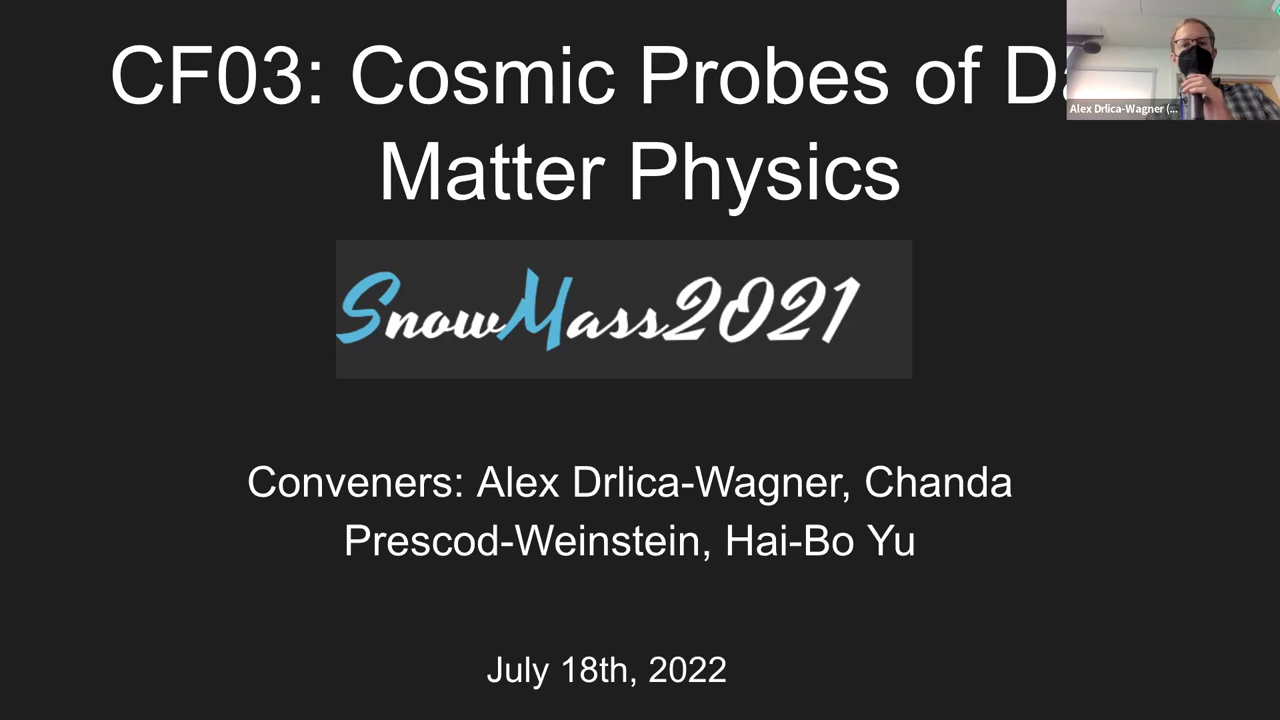 CF03: Cosmic Probes of Da
Matter Physics
SnowMass2021
Conveners: Alex Drlica-Wagner, Chanda
Prescod-Weinstein, Hai-Bo Yu
July 18th, 2022
Alex Drlica-Wagner (...